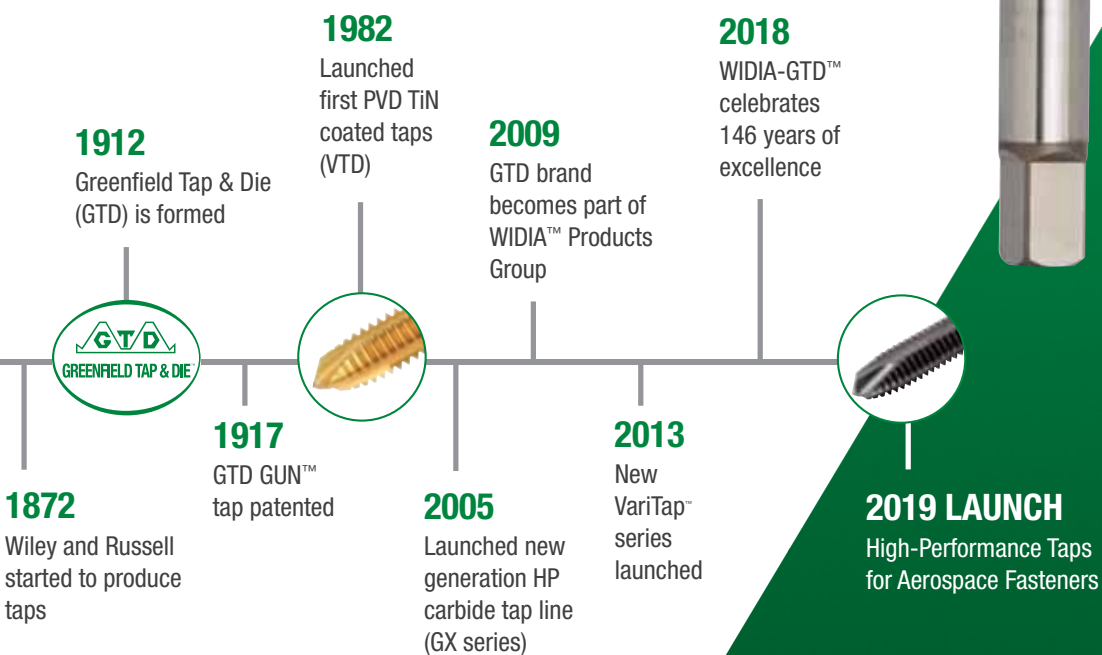 1872
Wiley and Russell
started to produce
taps
1912
Greenfield Tap & Die
(GTD) is formed
GTD
GREENFIELD TAP & DIE™
1917
GTD GUN™
tap patented
1982
Launched
first PVD TiN
coated taps
(VTD)
2005
Launched new
generation HP
carbide tap line
(GX series)
2009
GTD brand
becomes part of
WIDIA™ Products
Group
2013
New
VariTap™
series
launched
2018
WIDIA-GTD™
celebrates
146 years of
excellence
2019 LAUNCH
High-Performance Taps
for Aerospace Fasteners